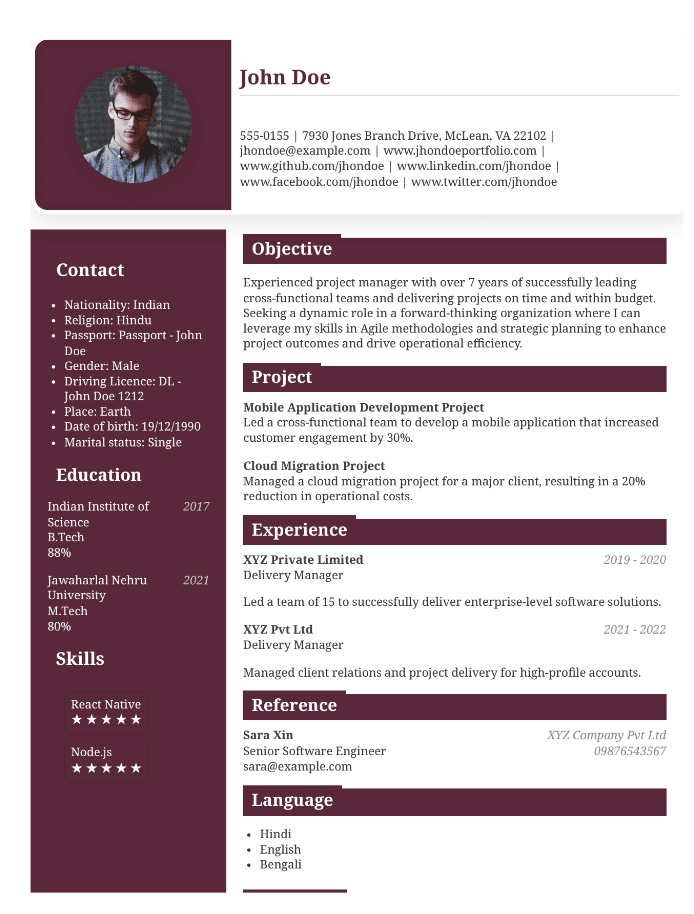 John Doe
555-0155 | 7930 Jones Branch Drive, McLean, VA 22102 |
jhondoe@example.com | www.jhondoeportfolio.com |
www.github.com/jhondoe | www.linkedin.com/jhondoe |
www.facebook.com/jhondoe | www.twitter.com/jhondoe
Contact
• Nationality: Indian
• Religion: Hindu
• Passport: Passport - John
Doe
• Gender: Male
• Driving Licence: DL -
John Doe 1212
• Place: Earth
• Date of birth: 19/12/1990
• Marital status: Single
Education
Indian Institute of 2017
Science
B.Tech
88%
Jawaharlal Nehru 2021
University
M.Tech
80%
Skills
React Native
★ ★ ★ ★ ★
Node.js
★ ★ ★ ★ ★
Objective
Experienced project manager with over 7 years of successfully leading
cross-functional teams and delivering projects on time and within budget.
Seeking a dynamic role in a forward-thinking organization where I can
leverage my skills in Agile methodologies and strategic planning to enhance
project outcomes and drive operational efficiency.
Project
Mobile Application Development Project
Led a cross-functional team to develop a mobile application that increased
customer engagement by 30%.
Cloud Migration Project
Managed a cloud migration project for a major client, resulting in a 20%
reduction in operational costs.
Experience
XYZ Private Limited 2019 - 2020
Delivery Manager
Led a team of 15 to successfully deliver enterprise-level software solutions.
XYZ Pvt Ltd 2021 - 2022
Delivery Manager
Managed client relations and project delivery for high-profile accounts.
Reference
Sara Xin XYZ Company Pvt Ltd
Senior Software Engineer 09876543567
sara@example.com
Language
• Hindi
• English
• Bengali